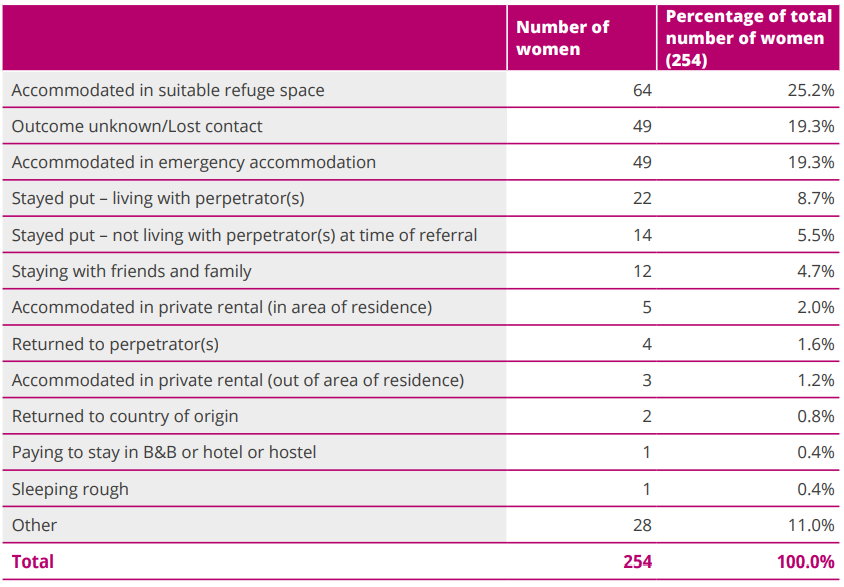 Number of women
Percentage of total number of women (254)
Accommodated in suitable refuge space 64 25.2%
Outcome unknown/Lost contact 49 19.3%
Accommodated in emergency accommodation 49 19.3%
Stayed put – living with perpetrator(s) 22 8.7%
Stayed put – not living with perpetrator(s) at time of referral 14 5.5%
Staying with friends and family 12 4.7%
Accommodated in private rental (in area of residence) 5 2.0%
Returned to perpetrator(s) 4 1.6%
Accommodated in private rental (out of area of residence) 3 1.2%
Returned to country of origin 2 0.8%
Paying to stay in B&B or hotel or hostel 1 0.4%
Sleeping rough 1 0.4%
Other 28 11.0%
Total 254 100.0%